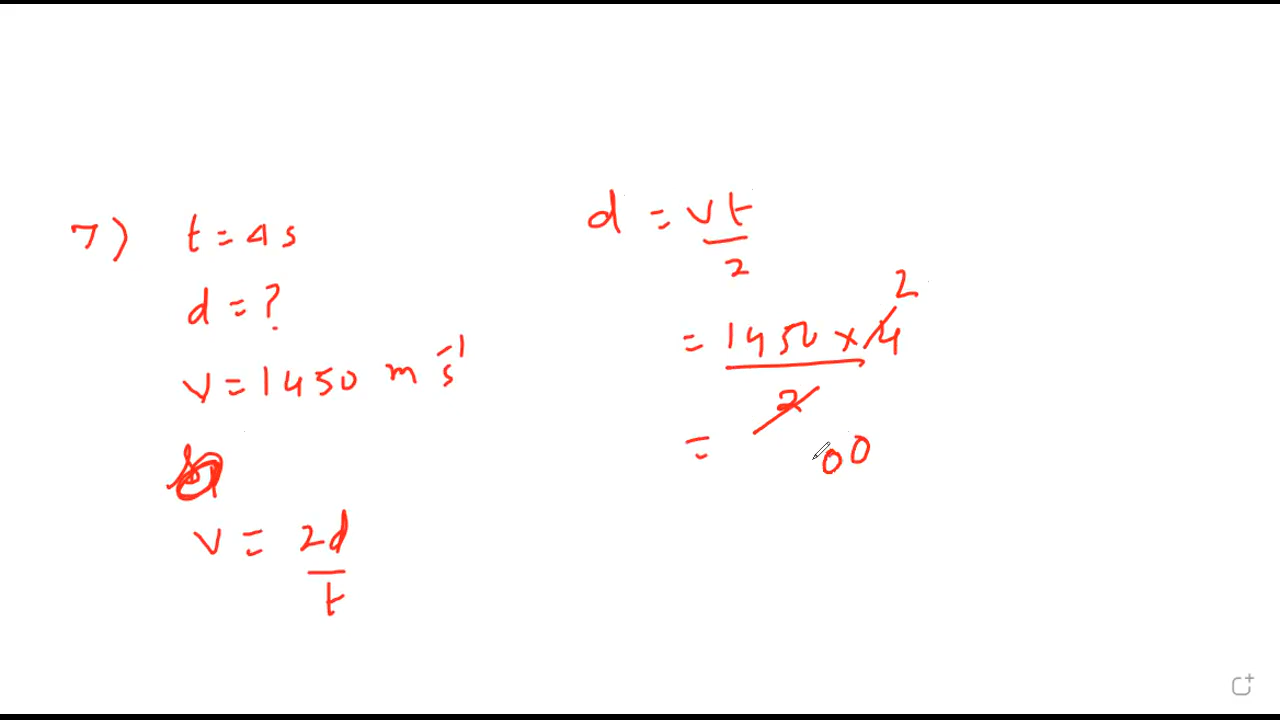 7) t = 4 s
d = ?
v = 1450 m s⁻¹
v = 2d
t
d = vt
2
2
= 1450 × 4
2
= 00